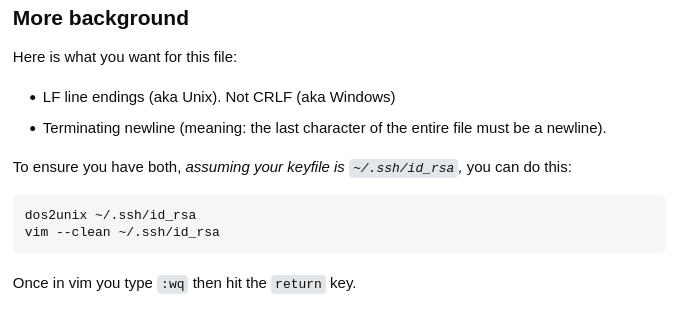 More background
Here is what you want for this file:
• LF line endings (aka Unix). Not CRLF (aka Windows)
• Terminating newline (meaning: the last character of the entire file must be a newline).
To ensure you have both, assuming your keyfile is ~/.ssh/id_rsa, you can do this:
dos2unix ~/.ssh/id_rsa
vim --clean ~/.ssh/id_rsa
Once in vim you type :wq then hit the return key.